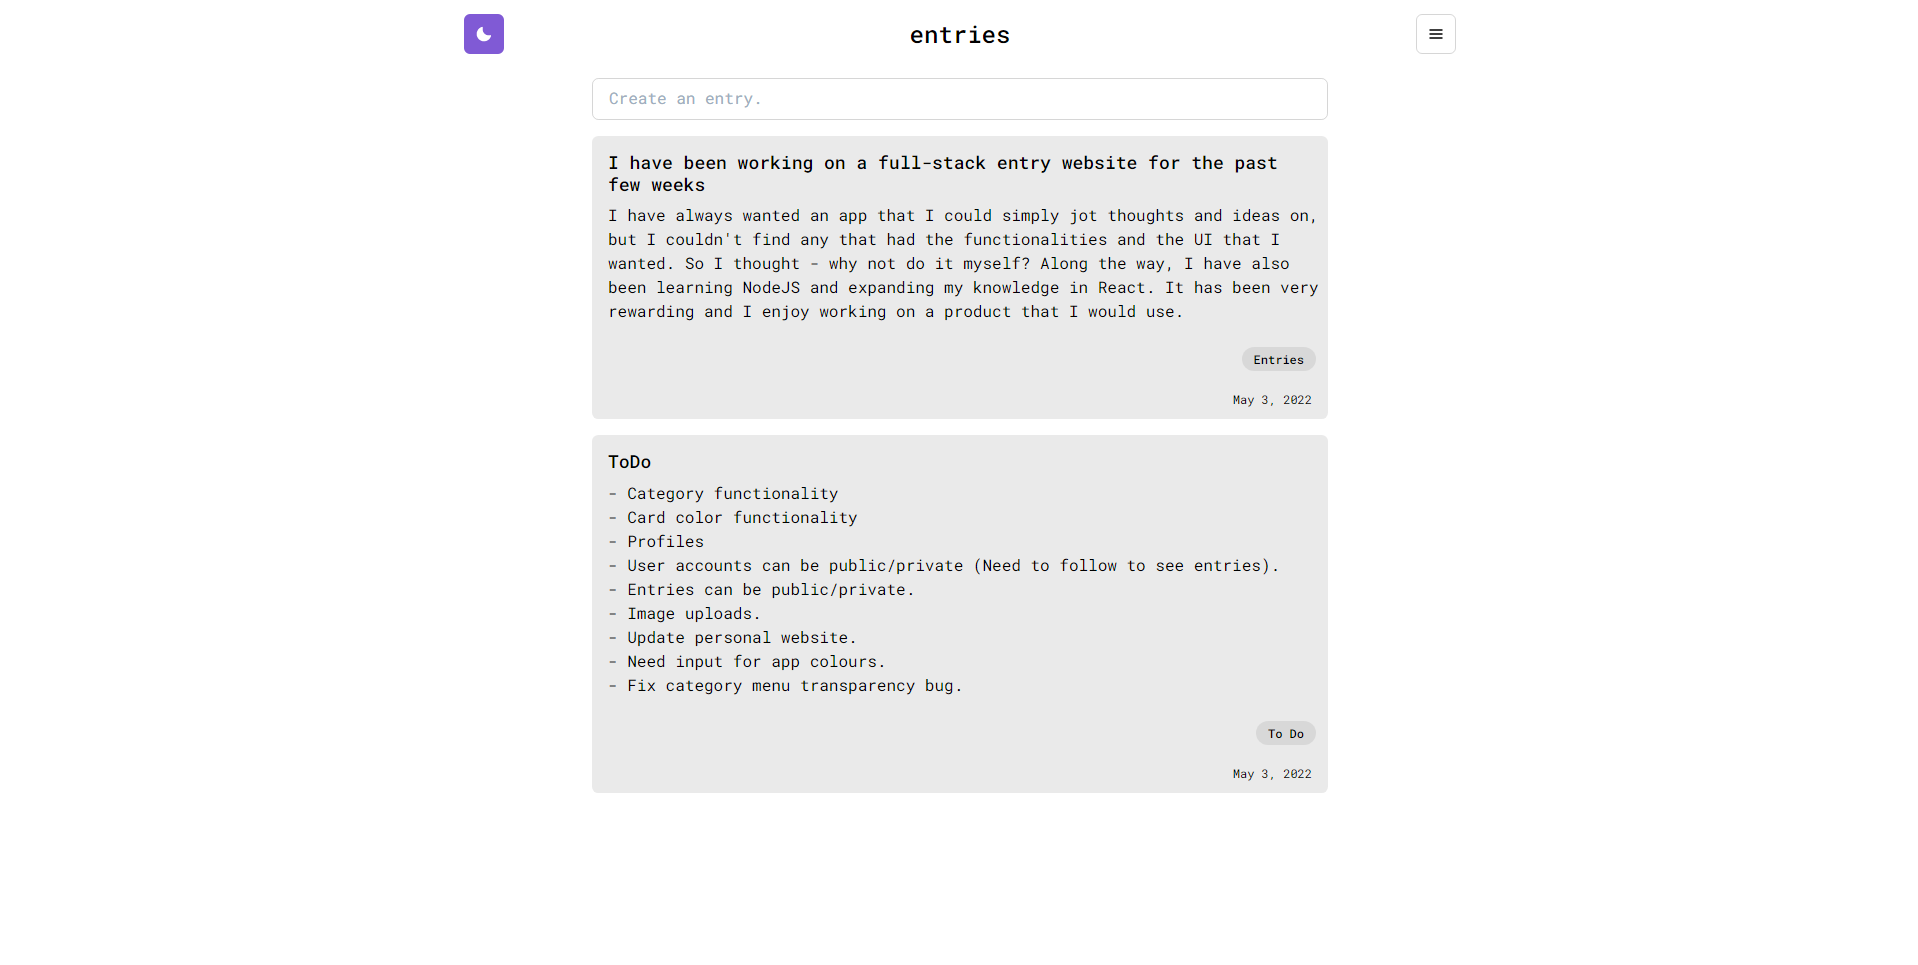 entries
Create an entry.
I have been working on a full-stack entry website for the past
few weeks
I have always wanted an app that I could simply jot thoughts and ideas on,
but I couldn't find any that had the functionalities and the UI that I
wanted. So I thought - why not do it myself? Along the way, I have also
been learning NodeJS and expanding my knowledge in React. It has been very
rewarding and I enjoy working on a product that I would use.
Entries
May 3, 2022
ToDo
- Category functionality
- Card color functionality
- Profiles
- User accounts can be public/private (Need to follow to see entries).
- Entries can be public/private.
- Image uploads.
- Update personal website.
- Need input for app colours.
- Fix category menu transparency bug.
To Do
May 3, 2022